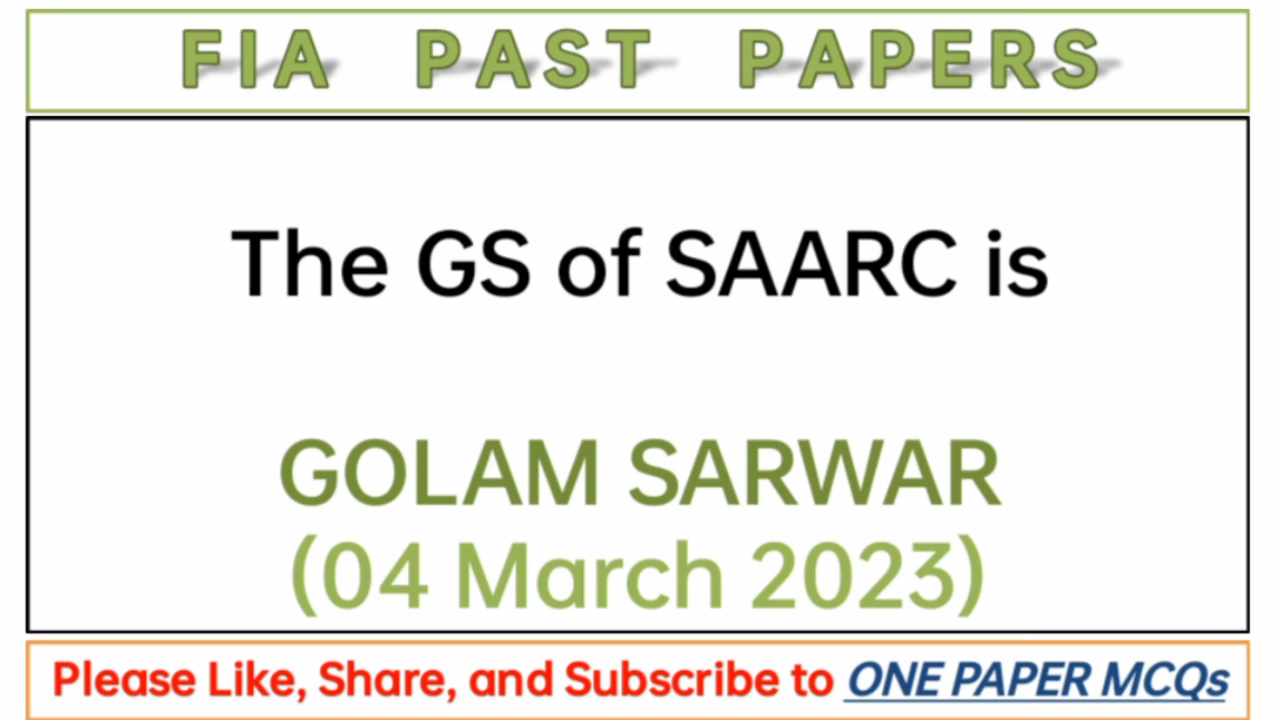 FIA PAST PAPERS
The GS of SAARC is
GOLAM SARWAR
(04 March 2023)
Please Like, Share, and Subscribe to ONE PAPER MCQs